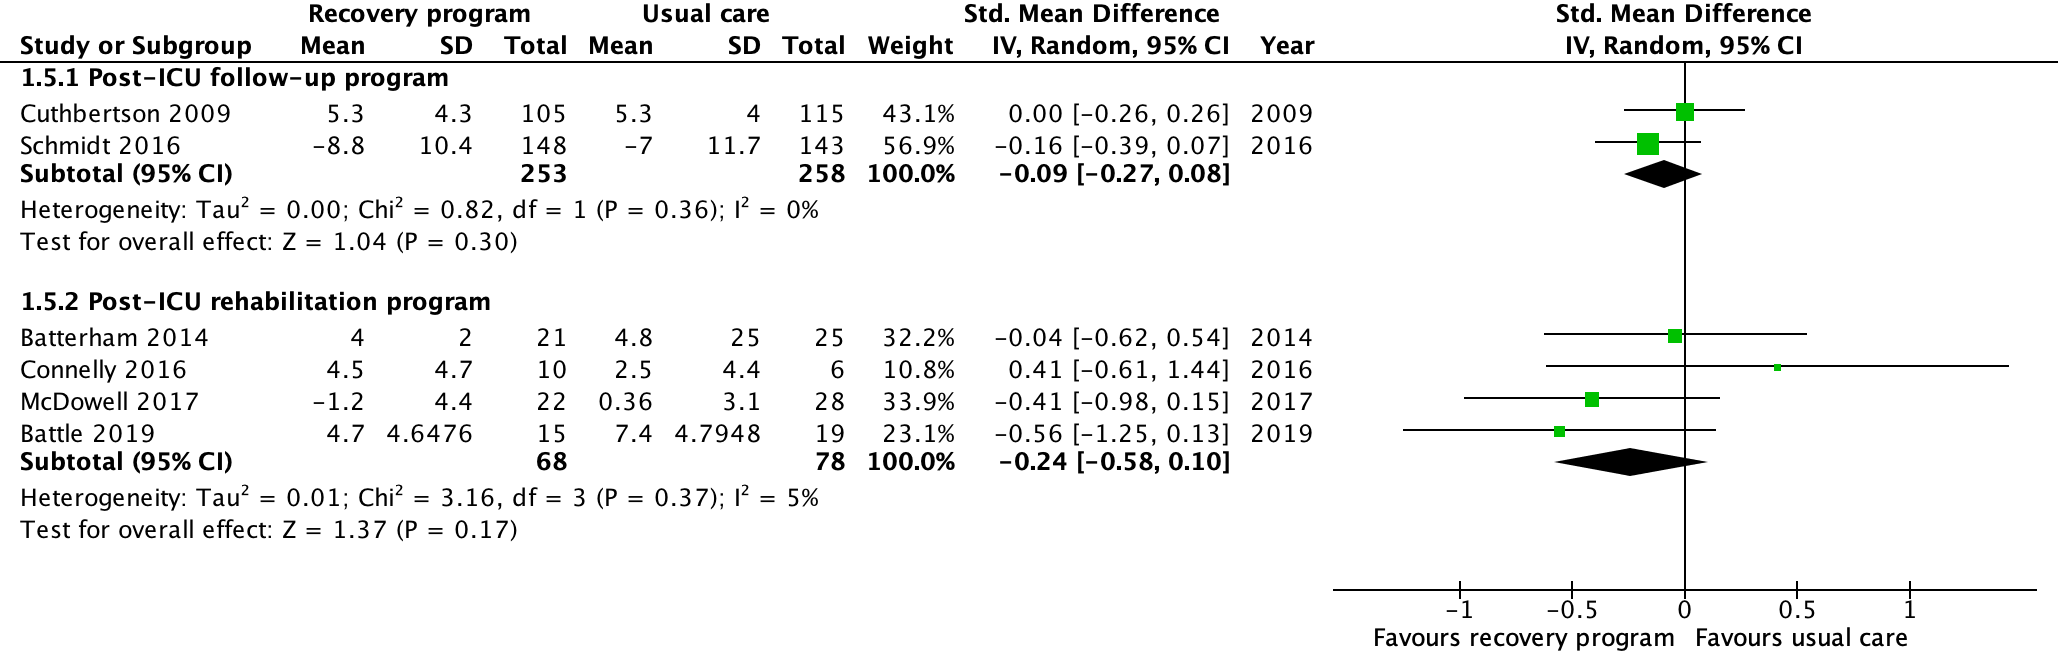 Recovery program Usual care Std. Mean Difference Std. Mean Difference
Study or Subgroup Mean SD Total Mean SD Total Weight IV, Random, 95% CI Year IV, Random, 95% CI
1.5.1 Post-ICU follow-up program
Cuthbertson 2009 5.3 4.3 105 5.3 4 115 43.1% 0.00 [-0.26, 0.26] 2009
Schmidt 2016 -8.8 10.4 148 -7 11.7 143 56.9% -0.16 [-0.39, 0.07] 2016
Subtotal (95% CI) 253 258 100.0% -0.09 [-0.27, 0.08]
Heterogeneity: Tau² = 0.00; Chi² = 0.82, df = 1 (P = 0.36); I² = 0%
Test for overall effect: Z = 1.04 (P = 0.30)
1.5.2 Post-ICU rehabilitation program
Batterham 2014 4 2 21 4.8 25 25 32.2% -0.04 [-0.62, 0.54] 2014
Connelly 2016 4.5 4.7 10 2.5 4.4 6 10.8% 0.41 [-0.61, 1.44] 2016
McDowell 2017 -1.2 4.4 22 0.36 3.1 28 33.9% -0.41 [-0.98, 0.15] 2017
Battle 2019 4.7 4.6476 15 7.4 4.7948 19 23.1% -0.56 [-1.25, 0.13] 2019
Subtotal (95% CI) 68 78 100.0% -0.24 [-0.58, 0.10]
Heterogeneity: Tau² = 0.01; Chi² = 3.16, df = 3 (P = 0.37); I² = 5%
Test for overall effect: Z = 1.37 (P = 0.17)
-1 -0.5 0 0.5 1
Favours recovery program Favours usual care